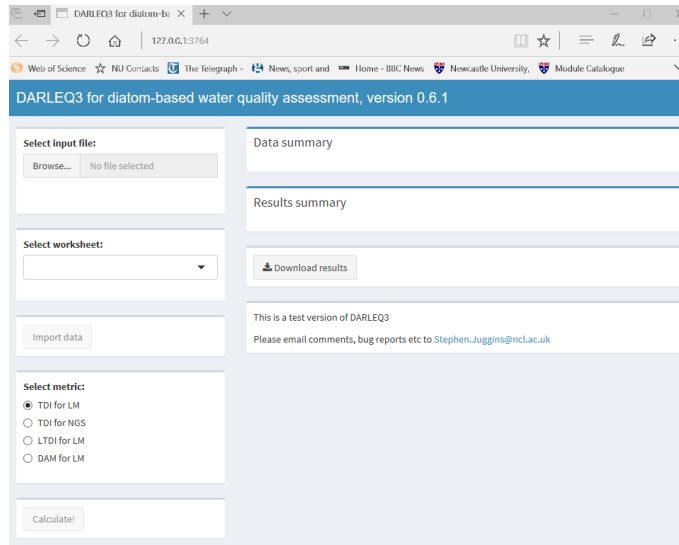 DARLEQ3 for diatom-ba
127.0.0.1:3764
Web of Science NU Contacts The Telegraph - News, sport and Home - BBC News Newcastle University, Module Catalogue
DARLEQ3 for diatom-based water quality assessment, version 0.6.1
Select input file:
Browse... No file selected
Select worksheet:
Import data
Select metric:
TDI for LM
TDI for NGS
LTDI for LM
DAM for LM
Calculate!
Data summary
Results summary
Download results
This is a test version of DARLEQ3
Please email comments, bug reports etc to Stephen.Juggins@ncl.ac.uk